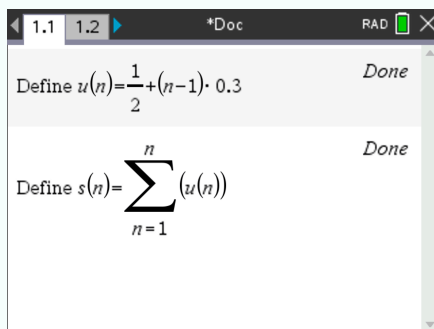 1.1 1.2 *Doc RAD
Define u(n)=1/2+(n-1)· 0.3 Done
Define s(n)=∑_{n=1}^{n}(u(n)) Done